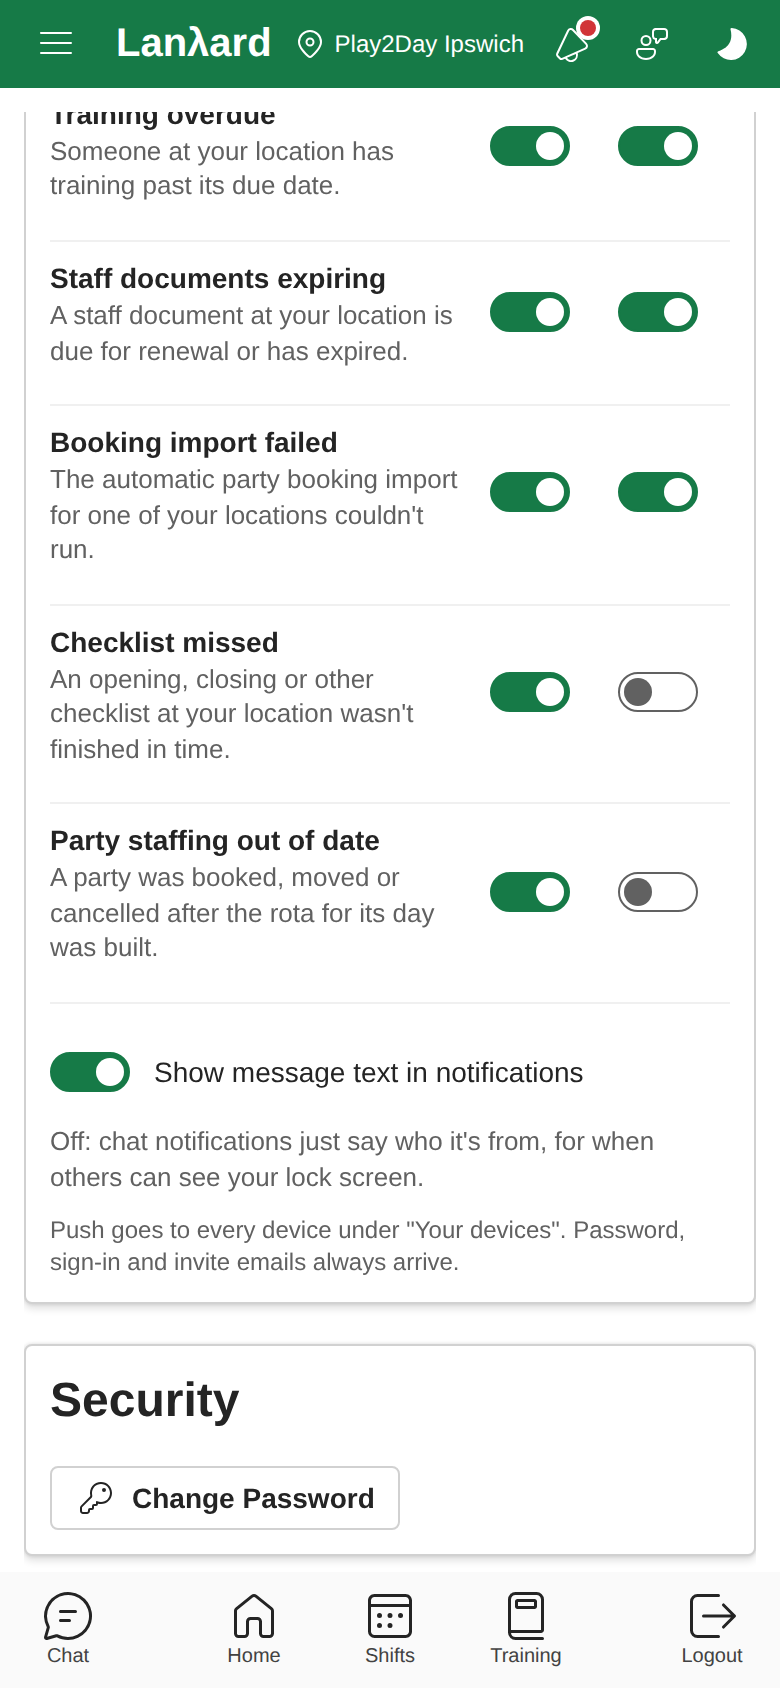 Lanλard
Play2Day Ipswich
Training overdue
Someone at your location has
training past its due date.
Staff documents expiring
A staff document at your location is
due for renewal or has expired.
Booking import failed
The automatic party booking import
for one of your locations couldn't
run.
Checklist missed
An opening, closing or other
checklist at your location wasn't
finished in time.
Party staffing out of date
A party was booked, moved or
cancelled after the rota for its day
was built.
Show message text in notifications
Off: chat notifications just say who it's from, for when
others can see your lock screen.
Push goes to every device under "Your devices". Password,
sign-in and invite emails always arrive.
Security
Change Password
Chat
Home
Shifts
Training
Logout